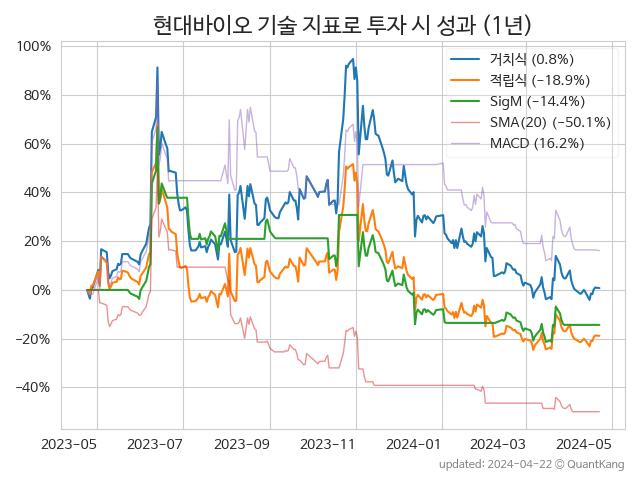 현대바이오 기술 지표로 투자 시 성과 (1년)
100%
80%
60%
40%
20%
0%
−20%
−40%
거치식 (0.8%)
적립식 (−18.9%)
SigM (−14.4%)
SMA(20) (−50.1%)
MACD (16.2%)
2023−05
2023−07
2023−09
2023−11
2024−01
2024−03
2024−05
updated: 2024−04−22 © QuantKang